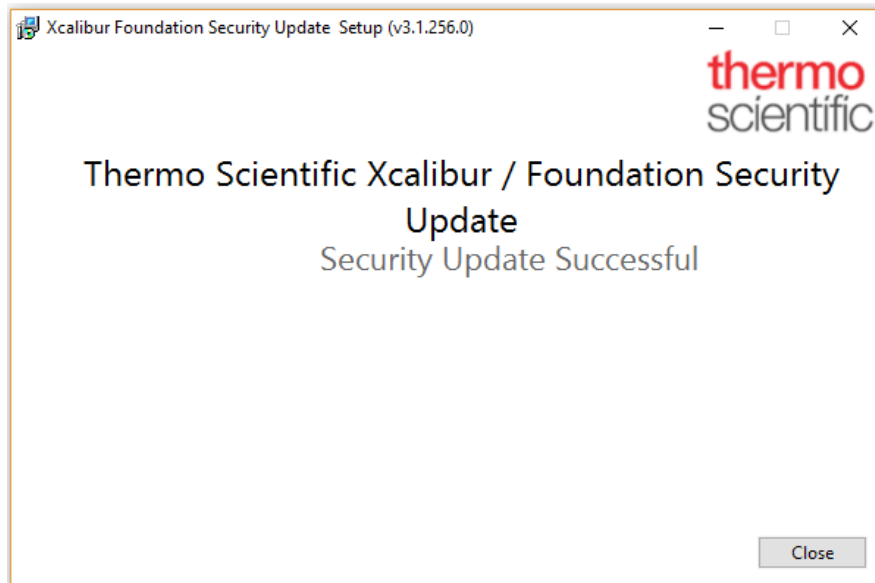 Xcalibur Foundation Security Update Setup (v3.1.256.0)
thermo
scientific
Thermo Scientific Xcalibur / Foundation Security
Update
Security Update Successful
Close